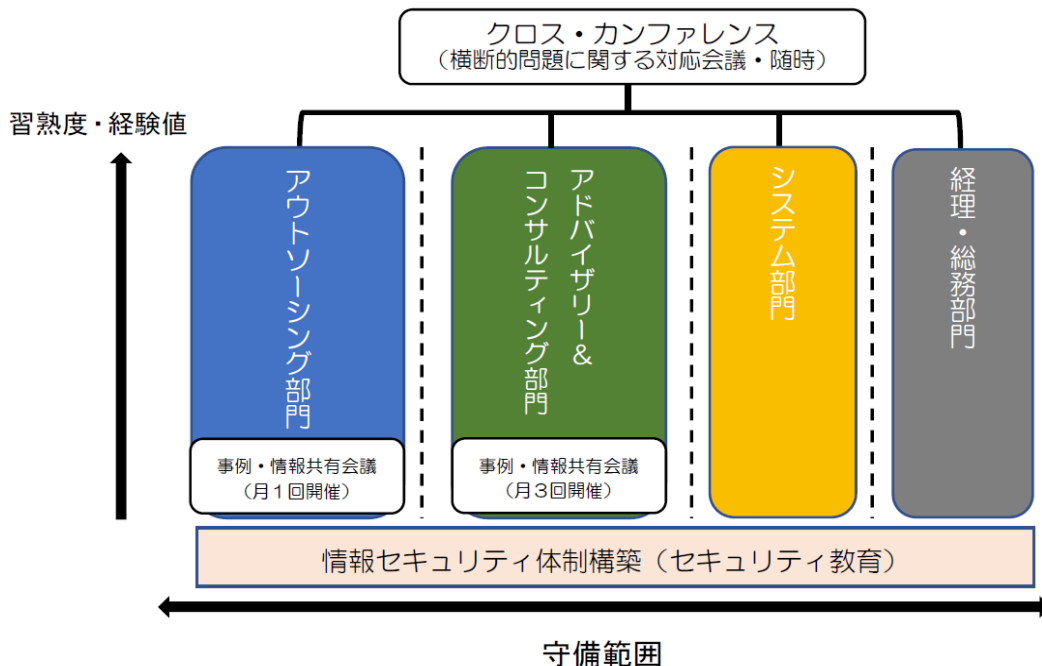 クロス・カンファレンス
（横断的問題に関する対応会議・随時）
習熟度・経験値
アウトソーシング部門
アドバイザリー＆
コンサルティング部門
システム部門
経理・総務部門
事例・情報共有会議
（月１回開催）
事例・情報共有会議
（月３回開催）
情報セキュリティ体制構築（セキュリティ教育）
守備範囲